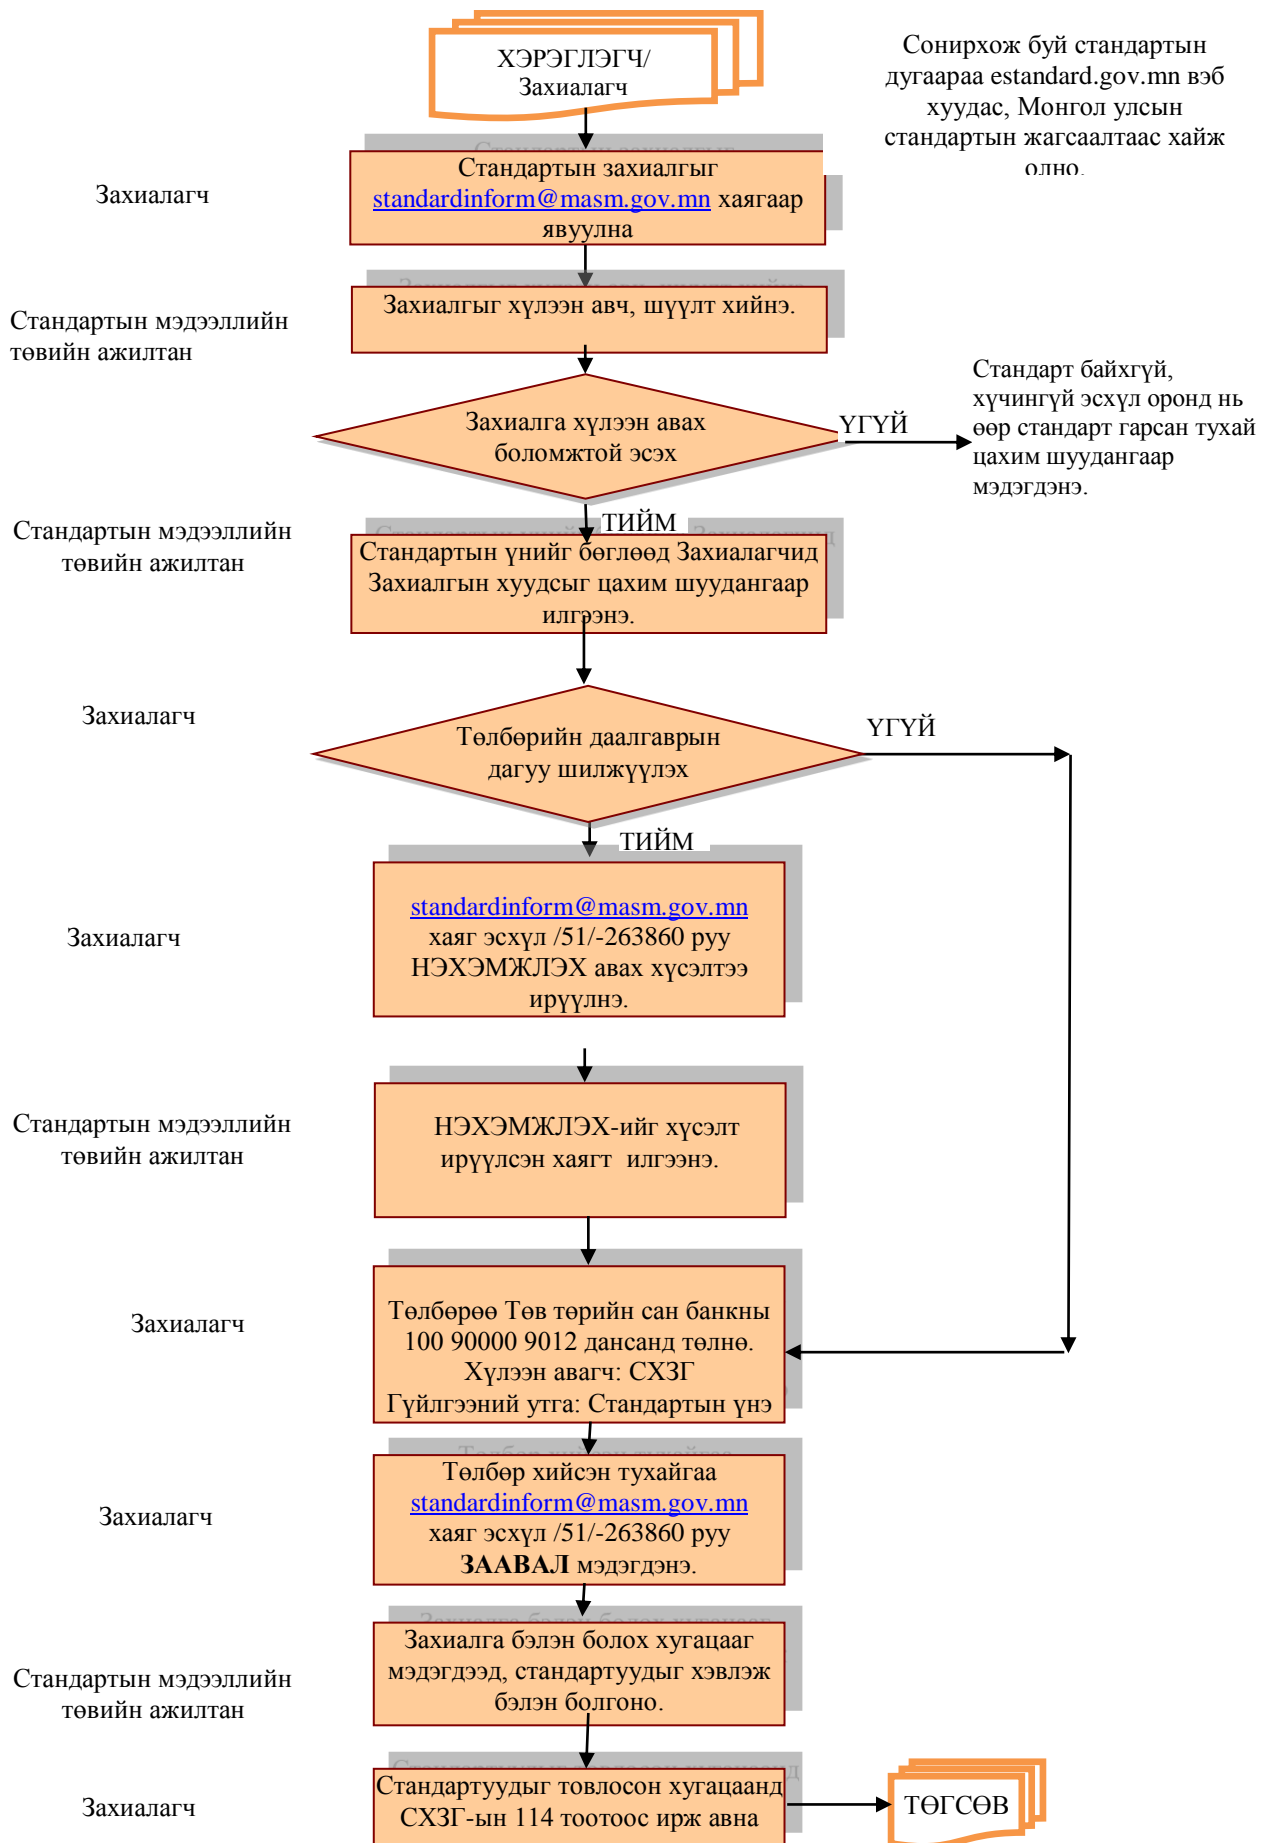 ХЭРЭГЛЭГЧ/
Захиалагч
Сонирхож буй стандартын
дугаараа estandard.gov.mn вэб
хуудас, Монгол улсын
стандартын жагсаалтаас хайж
олно.
Захиалагч
Стандартын захиалгыг
standardinform@masm.gov.mn хаягаар
явуулна
Стандартын мэдээллийн
төвийн ажилтан
Захиалгыг хүлээн авч, шүүлт хийнэ.
Захиалга хүлээн авах
боломжтой эсэх
ҮГҮЙ
Стандарт байхгүй,
хүчингүй эсхүл оронд нь
өөр стандарт гарсан тухай
цахим шуудангаар
мэдэгдэнэ.
ТИЙМ
Стандартын мэдээллийн
төвийн ажилтан
Стандартын үнийг бөглөөд Захиалагчид
Захиалгын хуудсыг цахим шуудангаар
илгээнэ.
Захиалагч
Төлбөрийн даалгаврын
дагуу шилжүүлэх
ҮГҮЙ
ТИЙМ
Захиалагч
standardinform@masm.gov.mn
хаяг эсхүл /51/-263860 руу
НЭХЭМЖЛЭХ авах хүсэлтээ
ирүүлнэ.
Стандартын мэдээллийн
төвийн ажилтан
НЭХЭМЖЛЭХ-ийг хүсэлт
ирүүлсэн хаягт илгээнэ.
Захиалагч
Төлбөрөө Төв төрийн сан банкны
100 90000 9012 дансанд төлнө.
Хүлээн авагч: СХЗГ
Гүйлгээний утга: Стандартын үнэ
Захиалагч
Төлбөр хийсэн тухайгаа
standardinform@masm.gov.mn
хаяг эсхүл /51/-263860 руу
ЗААВАЛ мэдэгдэнэ.
Стандартын мэдээллийн
төвийн ажилтан
Захиалга бэлэн болох хугацааг
мэдэгдээд, стандартуудыг хэвлэж
бэлэн болгоно.
Захиалагч
Стандартуудыг товлосон хугацаанд
СХЗГ-ын 114 тоотоос ирж авна
ТӨГСӨВ